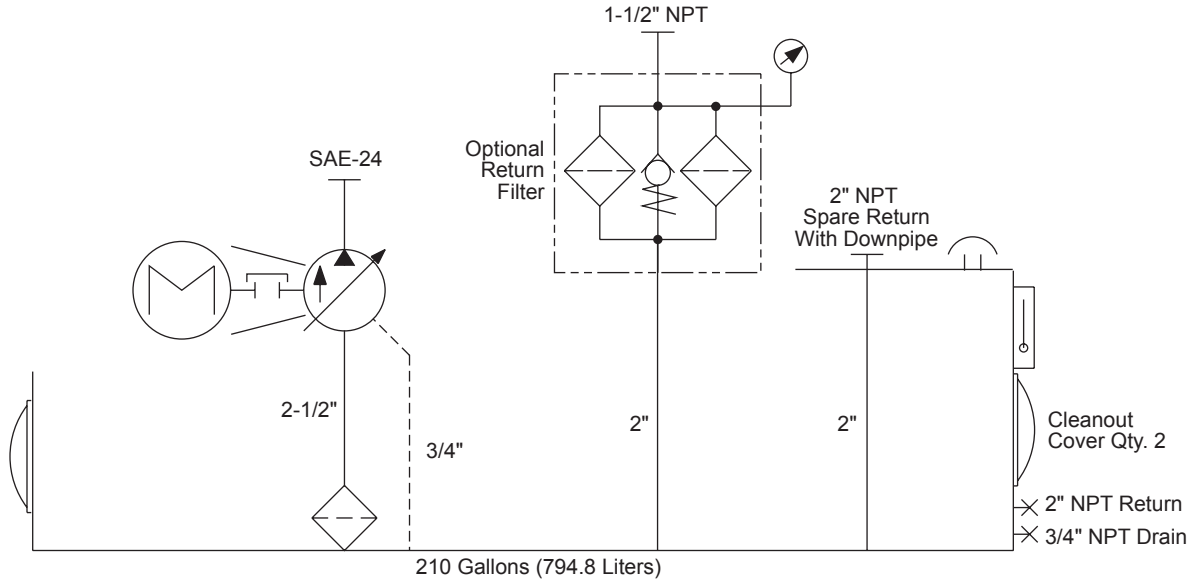 1-1/2" NPT
Optional
Return
Filter
SAE-24
2" NPT
Spare Return
With Downpipe
M
2-1/2"
3/4"
2"
2"
Cleanout
Cover Qty. 2
2" NPT Return
3/4" NPT Drain
210 Gallons (794.8 Liters)